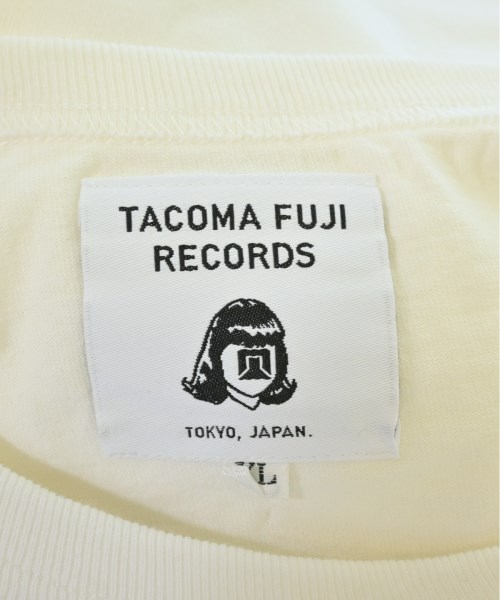 TACOMA FUJI
RECORDS
TOKYO, JAPAN.